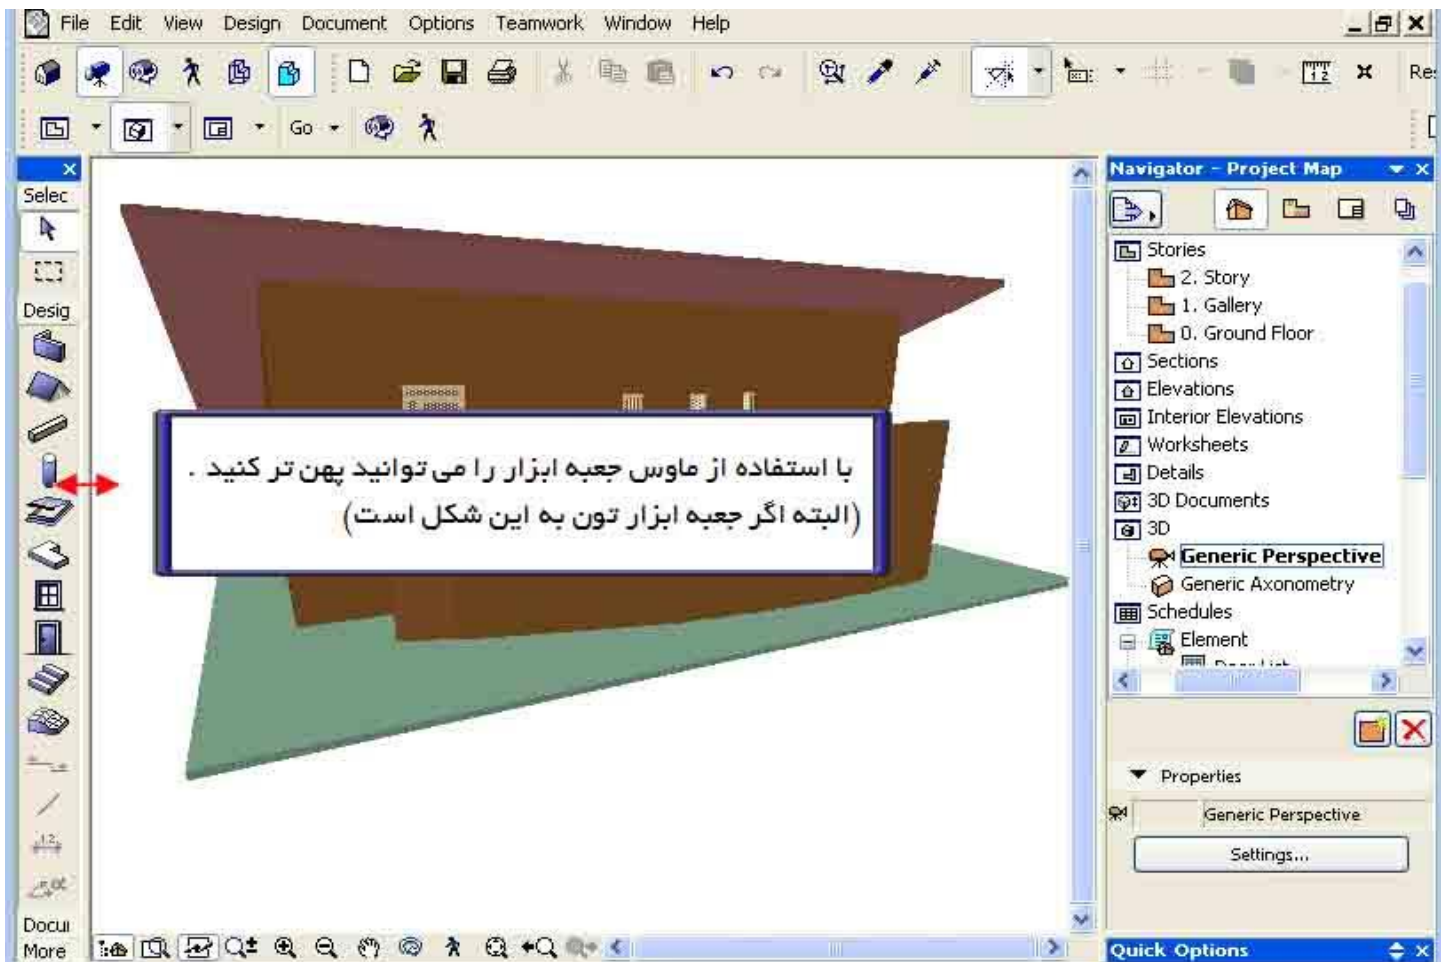 File Edit View Design Document Options Teamwork Window Help
Go
Selec
Desig
Docui
More
با استفاده از ماوس جعبه ابزار را می توانید پهن تر کنید .
(البته اگر جعبه ابزار تون به این شکل است)
Navigator - Project Map
Stories
2. Story
1. Gallery
0. Ground Floor
Sections
Elevations
Interior Elevations
Worksheets
Details
3D Documents
3D
Generic Perspective
Generic Axonometry
Schedules
Element
Properties
Generic Perspective
Settings...
Quick Options